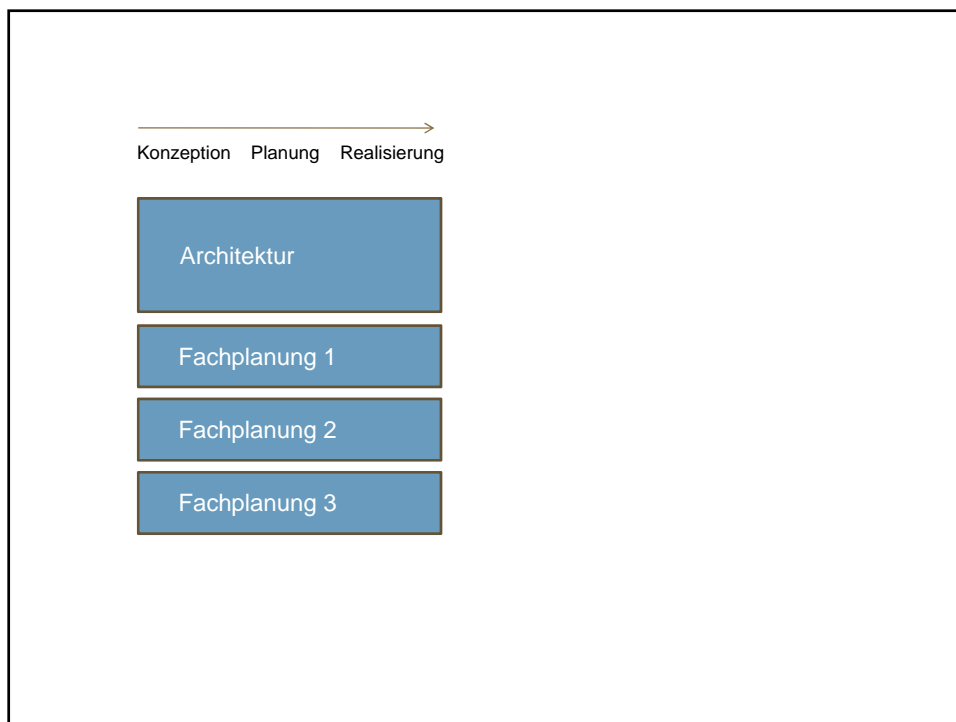 Konzeption Planung Realisierung
Architektur
Fachplanung 1
Fachplanung 2
Fachplanung 3